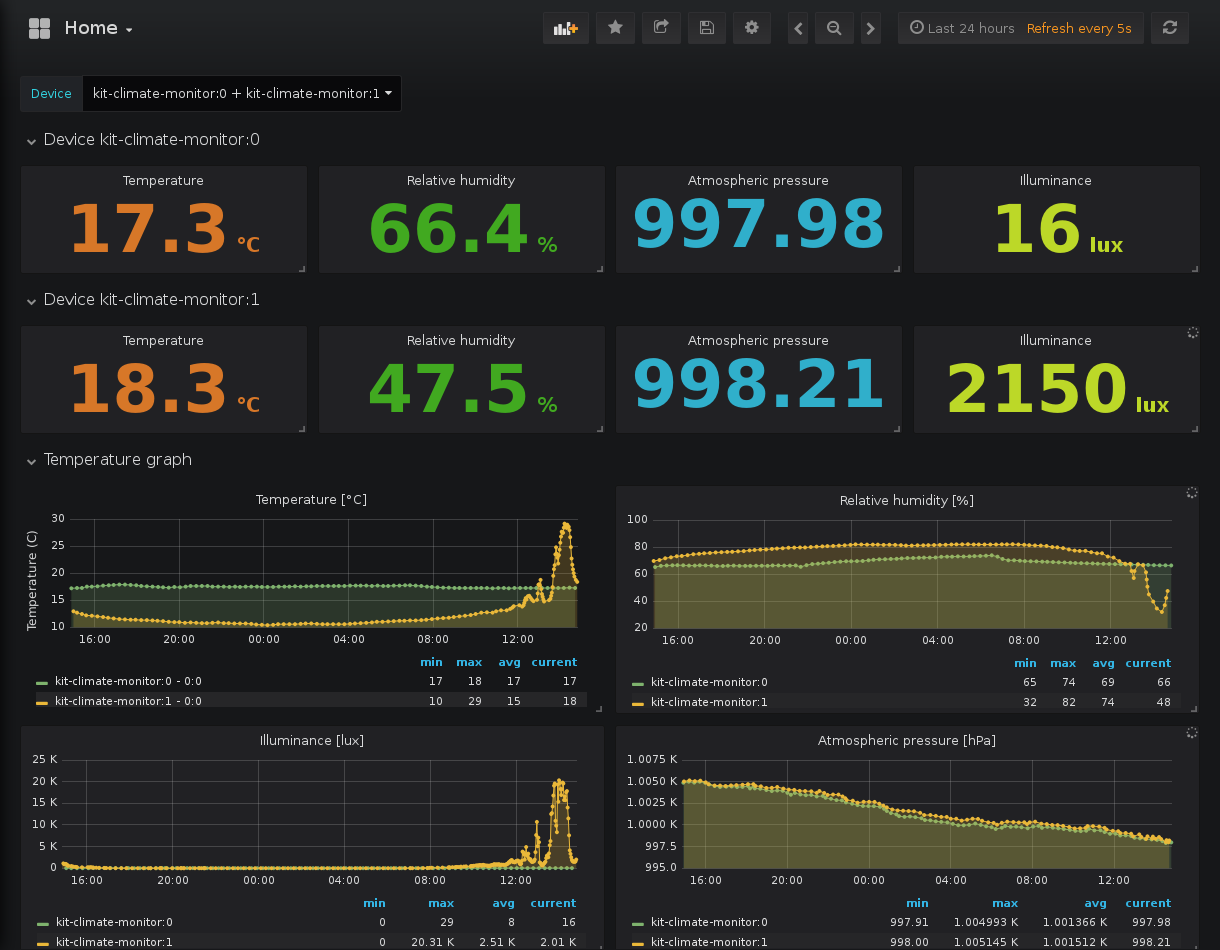 Home
Last 24 hours Refresh every 5s
Device kit-climate-monitor:0 + kit-climate-monitor:1
Device kit-climate-monitor:0
Temperature Relative humidity Atmospheric pressure Illuminance
17.3 °C 66.4 % 997.98 16 lux
Device kit-climate-monitor:1
Temperature Relative humidity Atmospheric pressure Illuminance
18.3 °C 47.5 % 998.21 2150 lux
Temperature graph
Temperature [°C]
Temperature (C)
30
25
20
15
10
16:00 20:00 00:00 04:00 08:00 12:00
min max avg current
kit-climate-monitor:0 - 0:0 17 18 17 17
kit-climate-monitor:1 - 0:0 10 29 15 18
Relative humidity [%]
100
80
60
40
20
16:00 20:00 00:00 04:00 08:00 12:00
min max avg current
kit-climate-monitor:0 65 74 69 66
kit-climate-monitor:1 32 82 74 48
Illuminance [lux]
25 K
20 K
15 K
10 K
5 K
0
16:00 20:00 00:00 04:00 08:00 12:00
min max avg current
kit-climate-monitor:0 0 29 8 16
kit-climate-monitor:1 0 20.31 K 2.51 K 2.01 K
Atmospheric pressure [hPa]
1.0075 K
1.0050 K
1.0025 K
1.0000 K
997.5
995.0
16:00 20:00 00:00 04:00 08:00 12:00
min max avg current
kit-climate-monitor:0 997.91 1.004993 K 1.001366 K 997.98
kit-climate-monitor:1 998.00 1.005145 K 1.001512 K 998.21